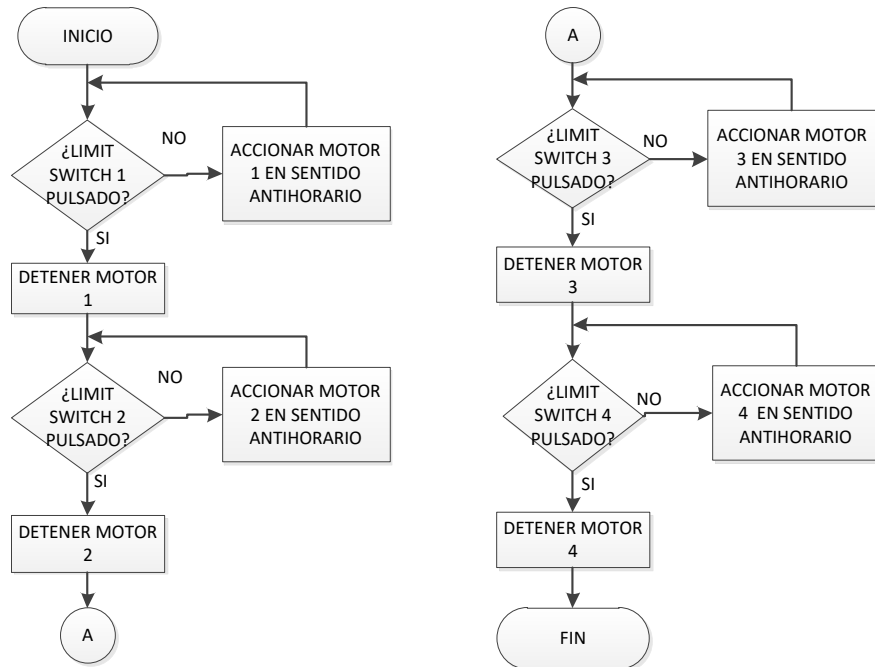 INICIO
¿LIMIT
SWITCH 1
PULSADO?
NO
ACCIONAR MOTOR
1 EN SENTIDO
ANTIHORARIO
SI
DETENER MOTOR
1
¿LIMIT
SWITCH 2
PULSADO?
NO
ACCIONAR MOTOR
2 EN SENTIDO
ANTIHORARIO
SI
DETENER MOTOR
2
A
A
¿LIMIT
SWITCH 3
PULSADO?
NO
ACCIONAR MOTOR
3 EN SENTIDO
ANTIHORARIO
SI
DETENER MOTOR
3
¿LIMIT
SWITCH 4
PULSADO?
NO
ACCIONAR MOTOR
4 EN SENTIDO
ANTIHORARIO
SI
DETENER MOTOR
4
FIN